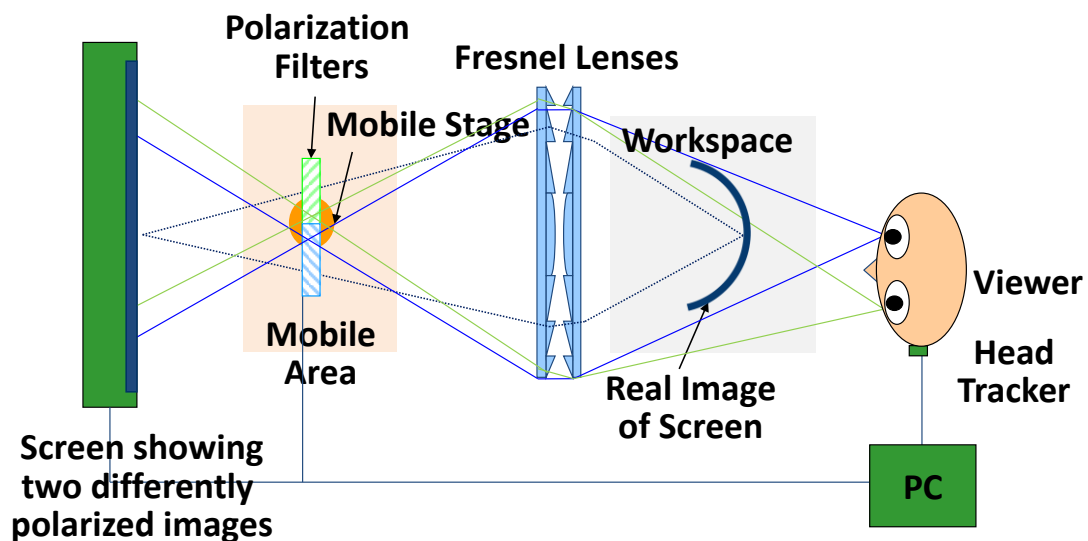 Polarization
Filters
Fresnel Lenses
Mobile Stage
Workspace
Viewer
Mobile
Area
Head
Tracker
Real Image
of Screen
Screen showing
two differently
polarized images
PC